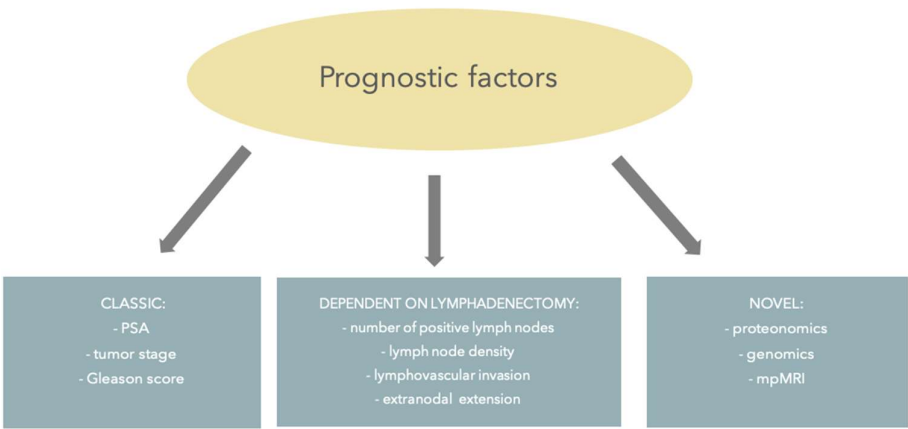 Prognostic factors
CLASSIC:
- PSA
- tumor stage
- Gleason score
DEPENDENT ON LYMPHADENECTOMY:
- number of positive lymph nodes
- lymph node density
- lymphovascular invasion
- extranodal extension
NOVEL:
- proteonomics
- genomics
- mpMRI